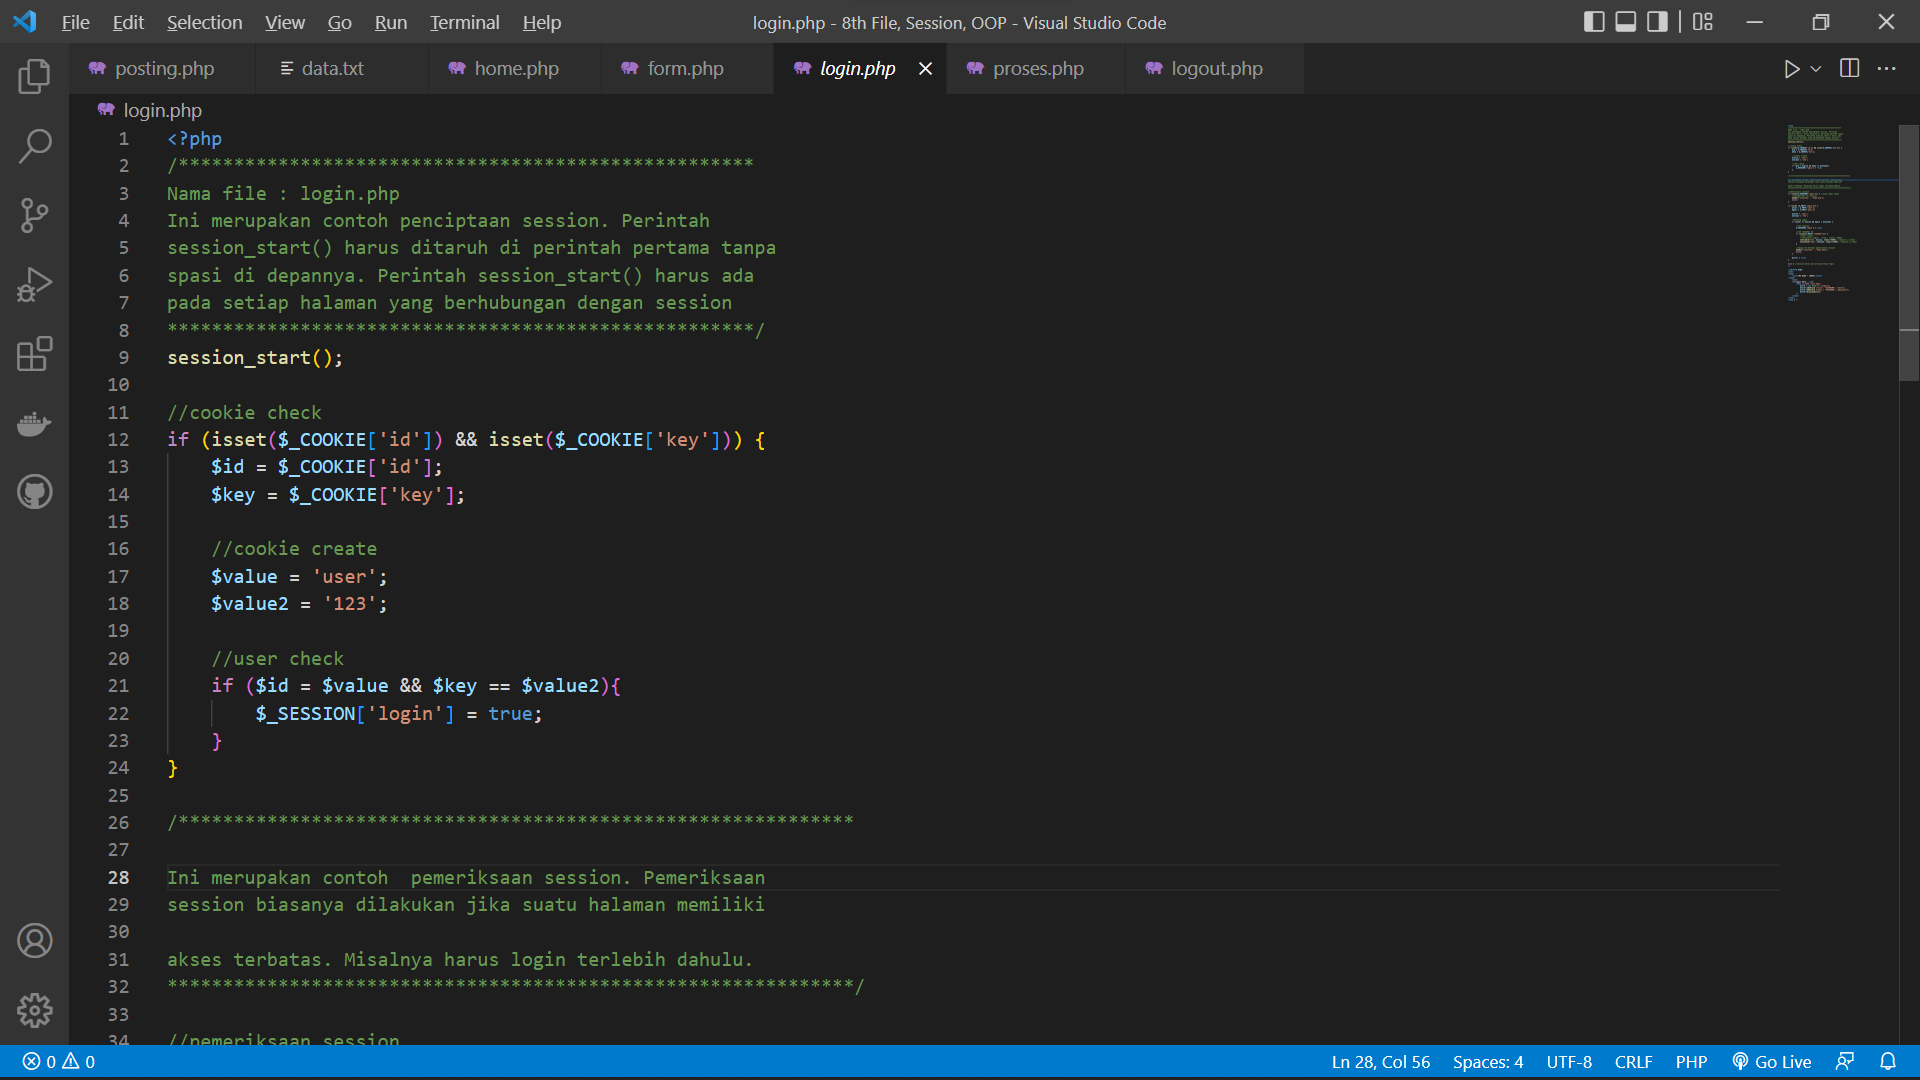 File Edit Selection View Go Run Terminal Help
login.php - 8th File, Session, OOP - Visual Studio Code
posting.php data.txt home.php form.php login.php proses.php logout.php
login.php
1 <?php
2 /****************************************************
3 Nama file : login.php
4 Ini merupakan contoh penciptaan session. Perintah
5 session_start() harus ditaruh di perintah pertama tanpa
6 spasi di depannya. Perintah session_start() harus ada
7 pada setiap halaman yang berhubungan dengan session
8 *****************************************************/
9 session_start();
10
11 //cookie check
12 if (isset($_COOKIE['id']) && isset($_COOKIE['key'])) {
13     $id = $_COOKIE['id'];
14     $key = $_COOKIE['key'];
15
16     //cookie create
17     $value = 'user';
18     $value2 = '123';
19
20     //user check
21     if ($id = $value && $key == $value2){
22         $_SESSION['login'] = true;
23     }
24 }
25
26 /*************************************************************
27
28 Ini merupakan contoh  pemeriksaan session. Pemeriksaan
29 session biasanya dilakukan jika suatu halaman memiliki
30
31 akses terbatas. Misalnya harus login terlebih dahulu.
32 **************************************************************/
33
34 //pemeriksaan session
0 0 Ln 28, Col 56 Spaces: 4 UTF-8 CRLF PHP Go Live